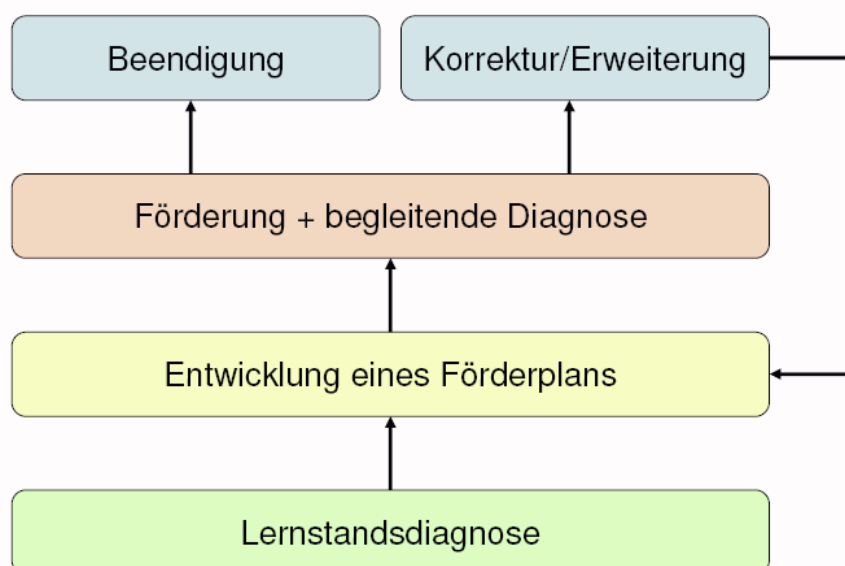 Beendigung
Korrektur/Erweiterung
Förderung + begleitende Diagnose
Entwicklung eines Förderplans
Lernstandsdiagnose